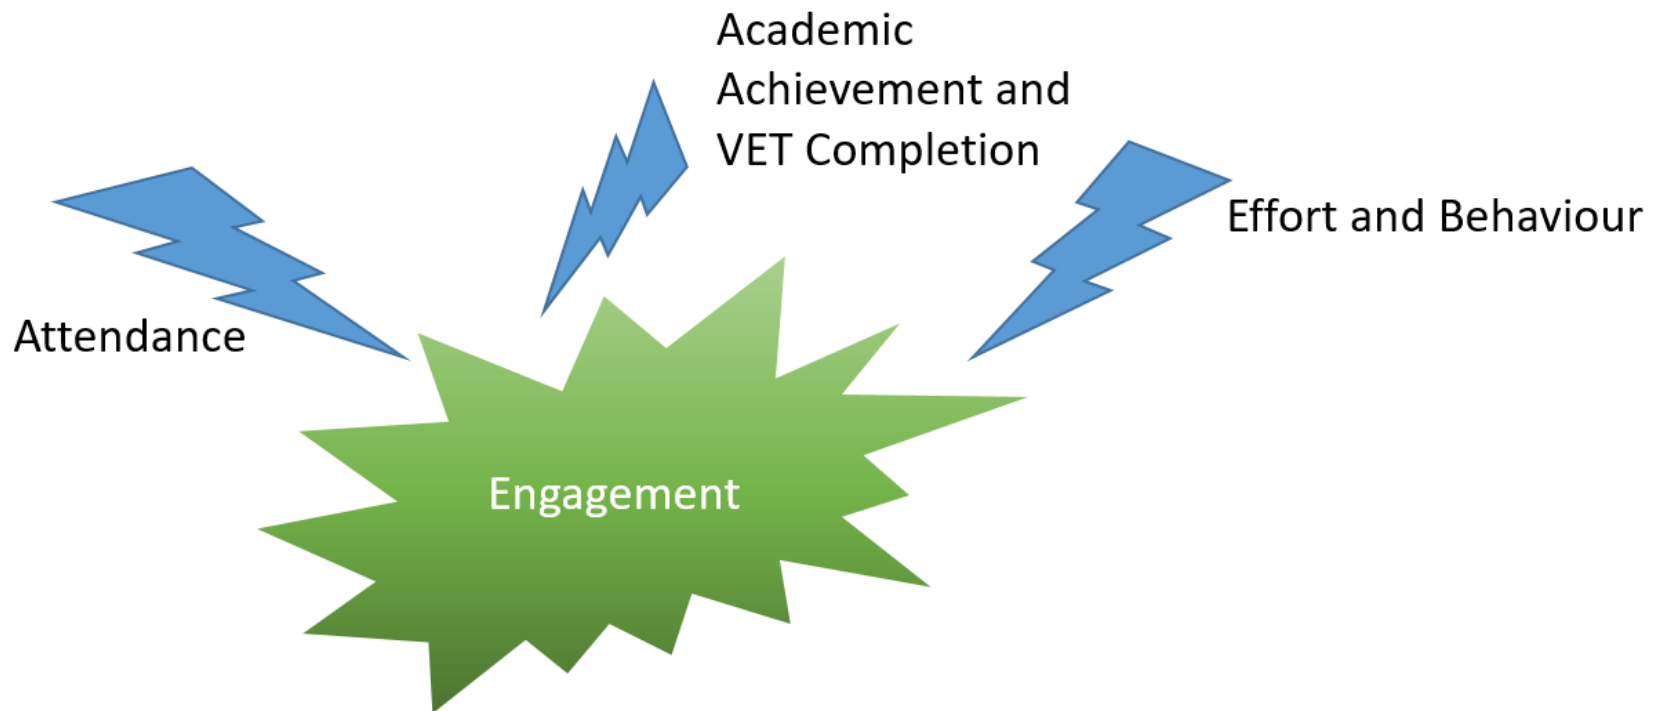 Academic
Achievement and
VET Completion
Effort and Behaviour
Attendance
Engagement